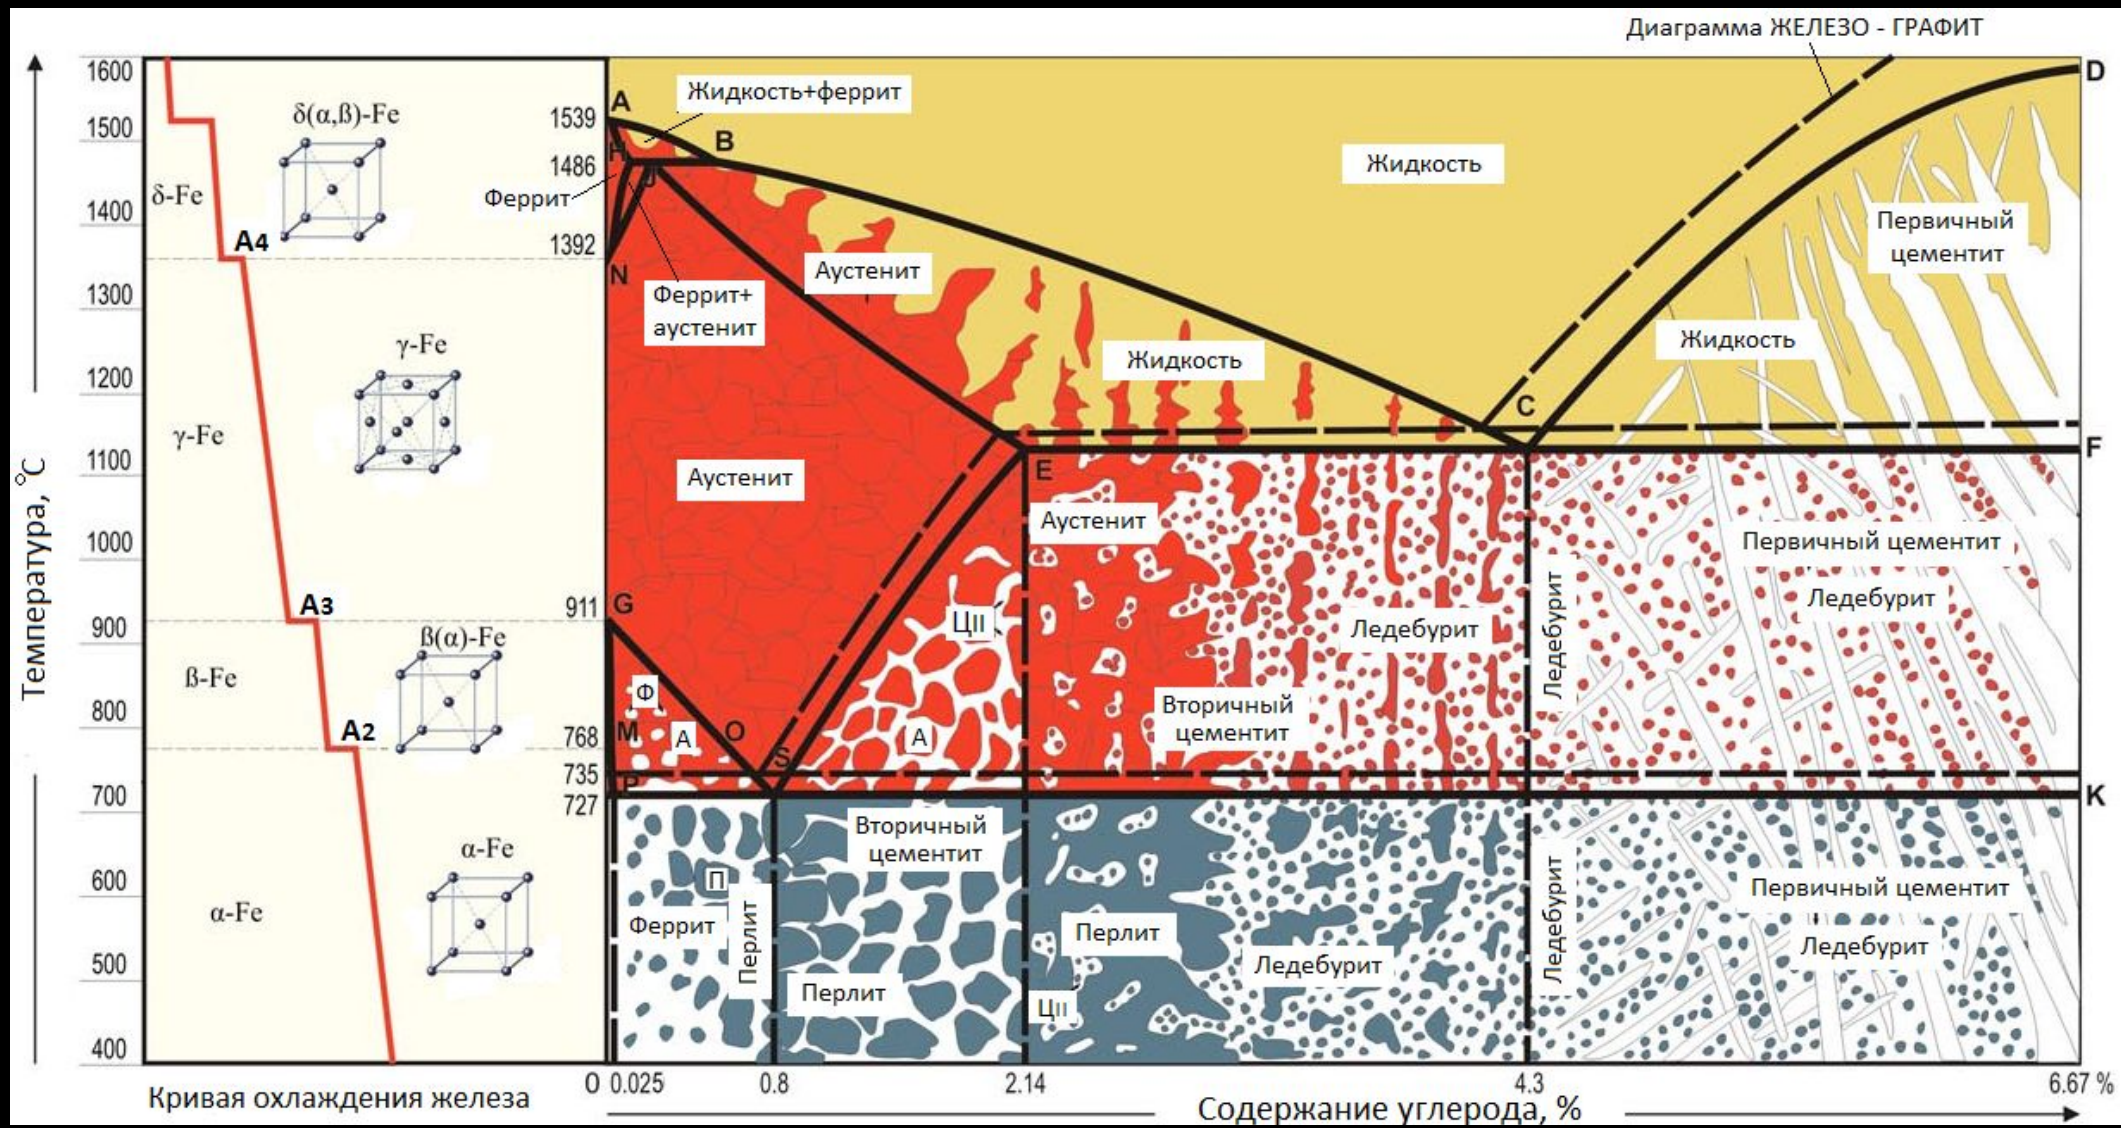 Диаграмма ЖЕЛЕЗО - ГРАФИТ
Температура, °С
1600
1500
1400
1300
1200
1100
1000
900
800
700
600
500
400
δ(α,ß)-Fe
δ-Fe
A4
γ-Fe
γ-Fe
A3
ß(α)-Fe
ß-Fe
A2
α-Fe
α-Fe
Кривая охлаждения железа
1539
1486
1392
911
768
735
727
A
Жидкость+феррит
B
H
J
Феррит
N
Феррит+
аустенит
Аустенит
Жидкость
Жидкость
D
Первичный
цементит
Жидкость
C
F
E
Аустенит
Аустенит
G
Ф
M
А
O
S
P
ЦII
А
Вторичный
цементит
Ледебурит
Ледебурит
Первичный цементит
Ледебурит
K
П
Феррит
Перлит
Вторичный
цементит
Перлит
Перлит
ЦII
Ледебурит
Ледебурит
Первичный цементит
Ледебурит
0 0.025 0.8 2.14 4.3 6.67 %
Содержание углерода, %